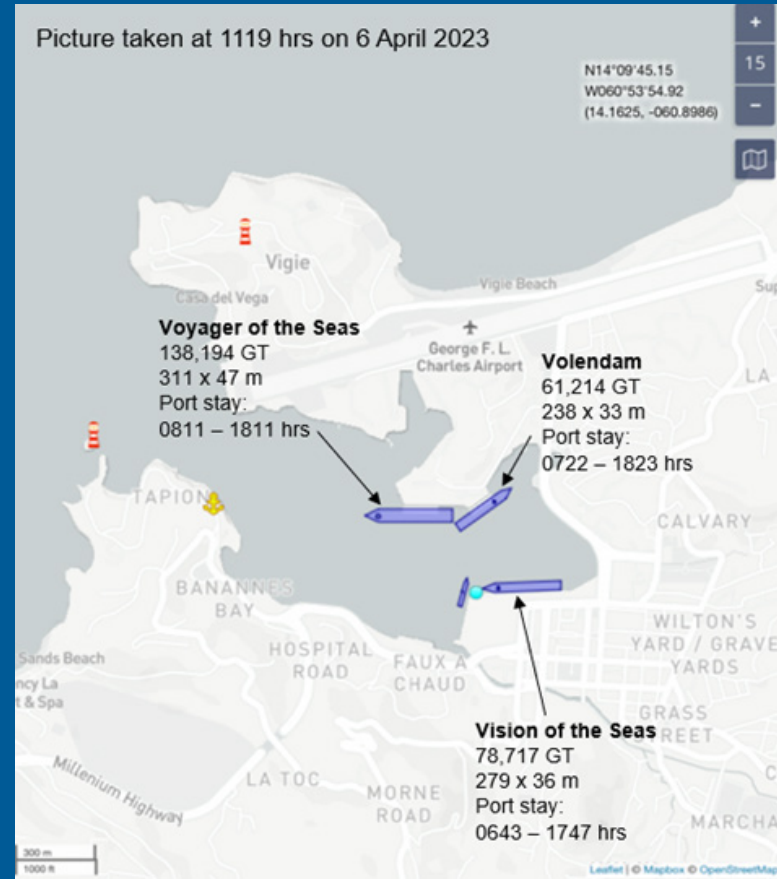 Picture taken at 1119 hrs on 6 April 2023
+
15
−
N14°09'45.15
W060°53'54.92
(14.1625, -060.8986)
Vigie
Casa del Vega
Vigie Beach
Voyager of the Seas
138,194 GT
311 x 47 m
Port stay:
0811 – 1811 hrs
George F. L.
Charles Airport
Volendam
61,214 GT
238 x 33 m
Port stay:
0722 – 1823 hrs
LA
TAPION
CALVARY
BANANNES
BAY
WILTON'S
YARD / GRAVE
YARDS
HOSPITAL
ROAD
FAUX A
CHAUD
Sands Beach
ncy La
t & Spa
GRASS
STREET
Vision of the Seas
78,717 GT
279 x 36 m
Port stay:
0643 – 1747 hrs
Millenium Highway
LA TOC
MORNE
ROAD
MARCHA
300 m
1000 ft
Leaflet | © Mapbox © OpenStreetMap